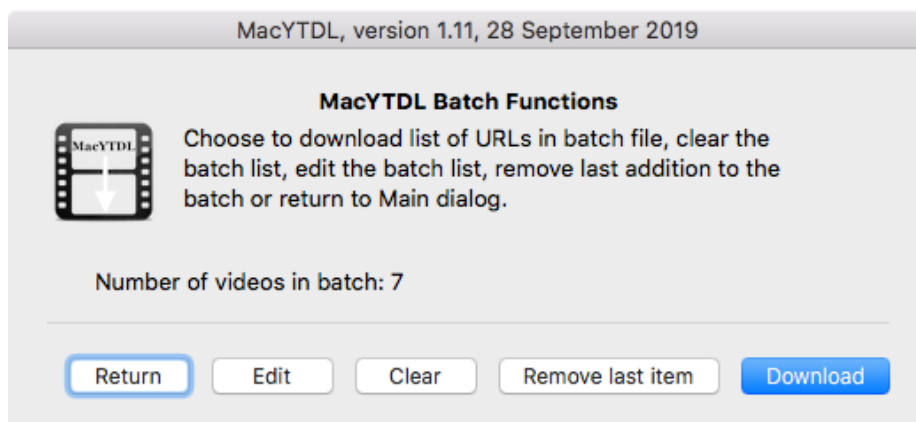 MacYTDL, version 1.11, 28 September 2019
MacYTDL Batch Functions
MacYTDL
Choose to download list of URLs in batch file, clear the
batch list, edit the batch list, remove last addition to the
batch or return to Main dialog.
Number of videos in batch: 7
Return Edit Clear Remove last item Download